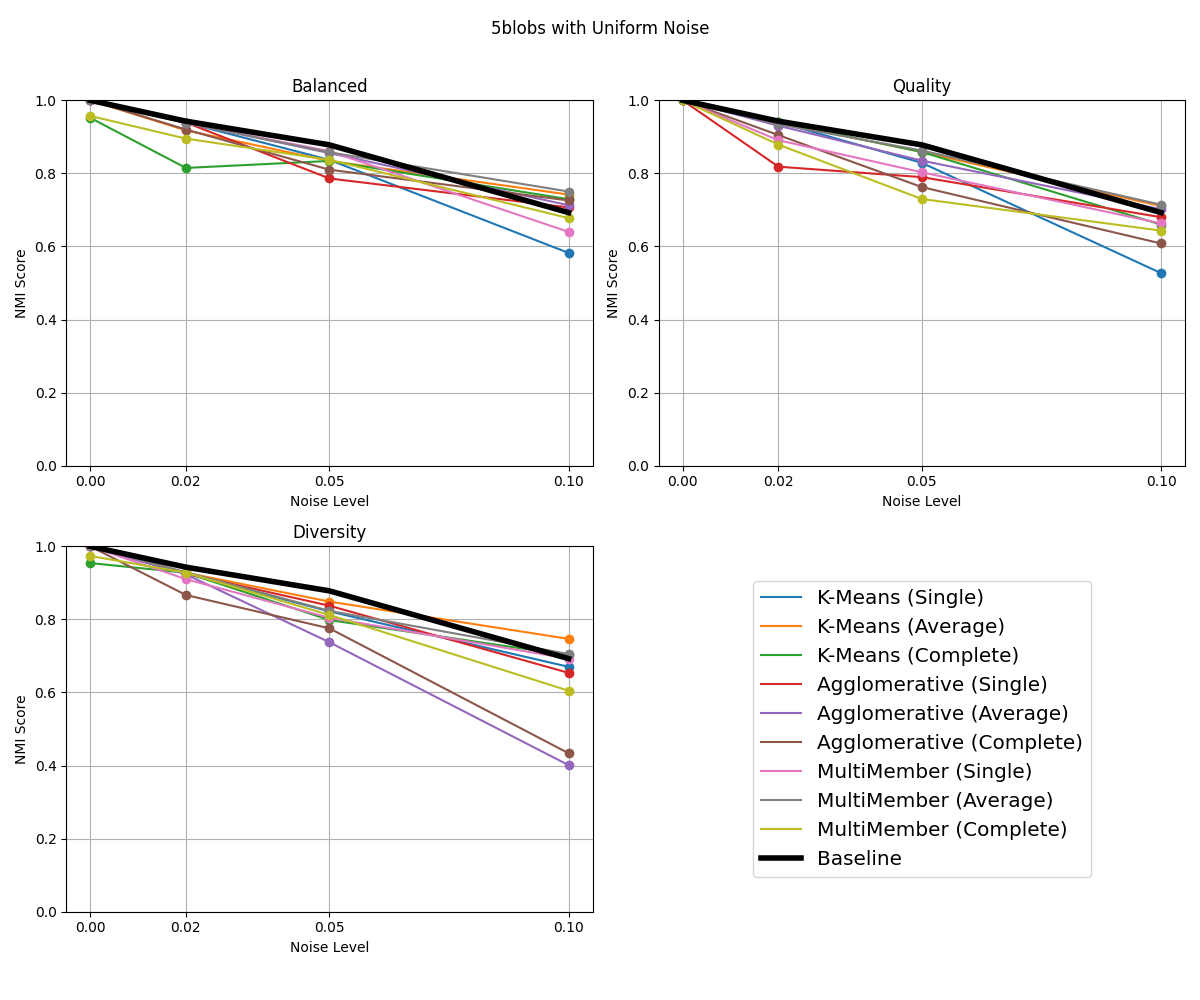 5blobs with Uniform Noise
Balanced
1.0
0.8
0.6
0.4
0.2
0.0
NMI Score
0.00 0.02 0.05 0.10
Noise Level
Quality
1.0
0.8
0.6
0.4
0.2
0.0
NMI Score
0.00 0.02 0.05 0.10
Noise Level
Diversity
1.0
0.8
0.6
0.4
0.2
0.0
NMI Score
0.00 0.02 0.05 0.10
Noise Level
K-Means (Single)
K-Means (Average)
K-Means (Complete)
Agglomerative (Single)
Agglomerative (Average)
Agglomerative (Complete)
MultiMember (Single)
MultiMember (Average)
MultiMember (Complete)
Baseline